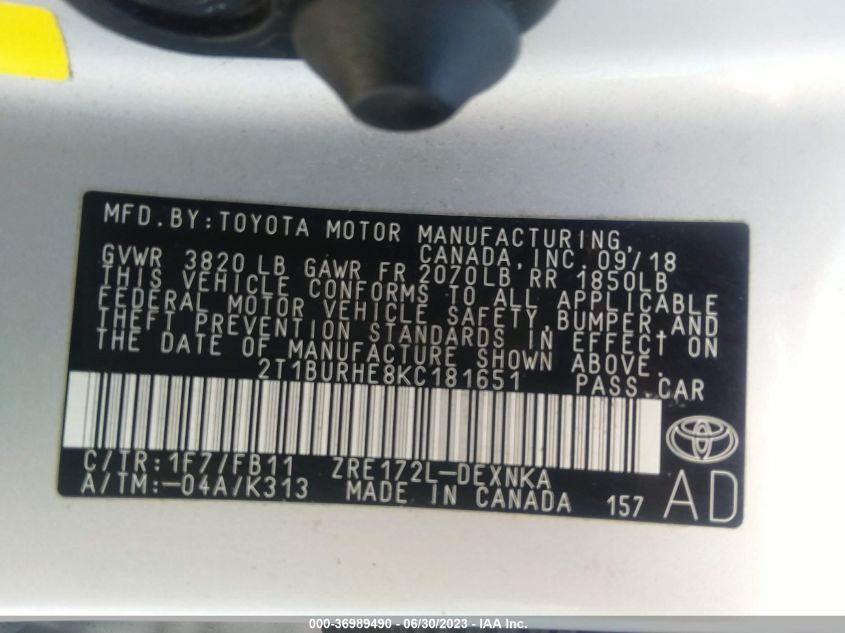 MFD.BY:TOYOTA MOTOR MANUFACTURING,
CANADA, INC. 09/18
GVWR 3820 LB GAWR FR 2070LB RR 1850LB
THIS VEHICLE CONFORMS TO ALL APPLICABLE
FEDERAL MOTOR VEHICLE SAFETY, BUMPER, AND
THEFT PREVENTION STANDARDS IN EFFECT ON
THE DATE OF MANUFACTURE SHOWN ABOVE.
2T1BURHE8KC181651 PASS.CAR
C/TR:1F7/FB11 ZRE172L-DEXNKA
A/TM:-04A/K313 MADE IN CANADA 157 AD
000-36989490 - 06/30/2023 - IAA Inc.